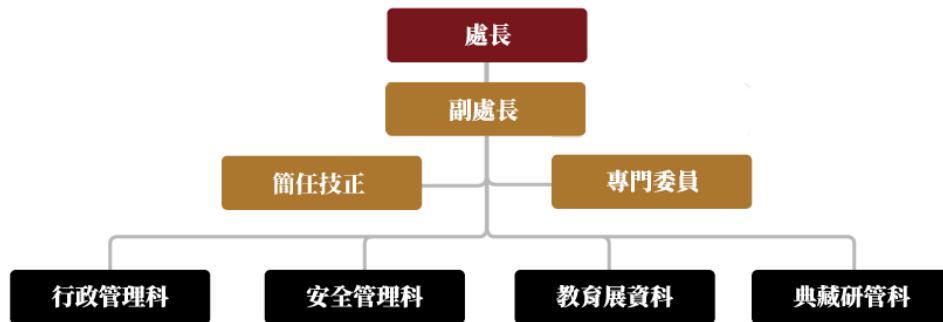 處長
副處長
簡任技正
專門委員
行政管理科
安全管理科
教育展資科
典藏研管科